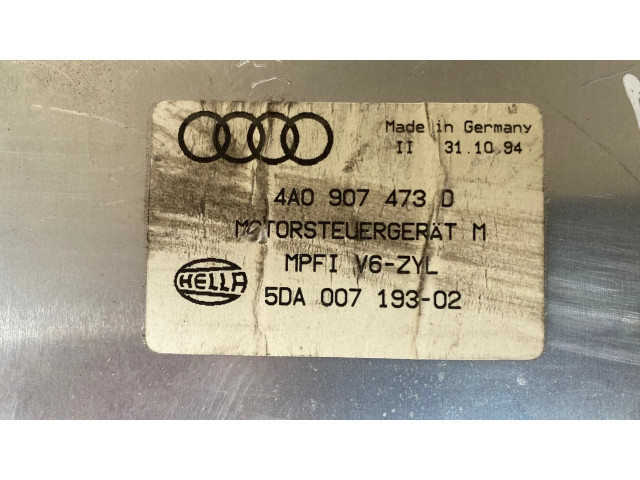 Made in Germany
II 31.10.94
4A0 907 473 D
MOTORSTEUERGERÄT M
MPFI V6-ZYL
HELLA
5DA 007 193-02